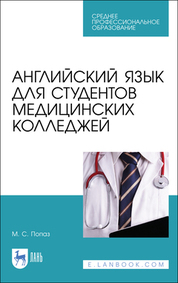 СРЕДНЕЕ
ПРОФЕССИОНАЛЬНОЕ
ОБРАЗОВАНИЕ
АНГЛИЙСКИЙ ЯЗЫК
ДЛЯ СТУДЕНТОВ
МЕДИЦИНСКИХ
КОЛЛЕДЖЕЙ
М. С. Попаз
ЛАНЬ
E.LANBOOK.COM